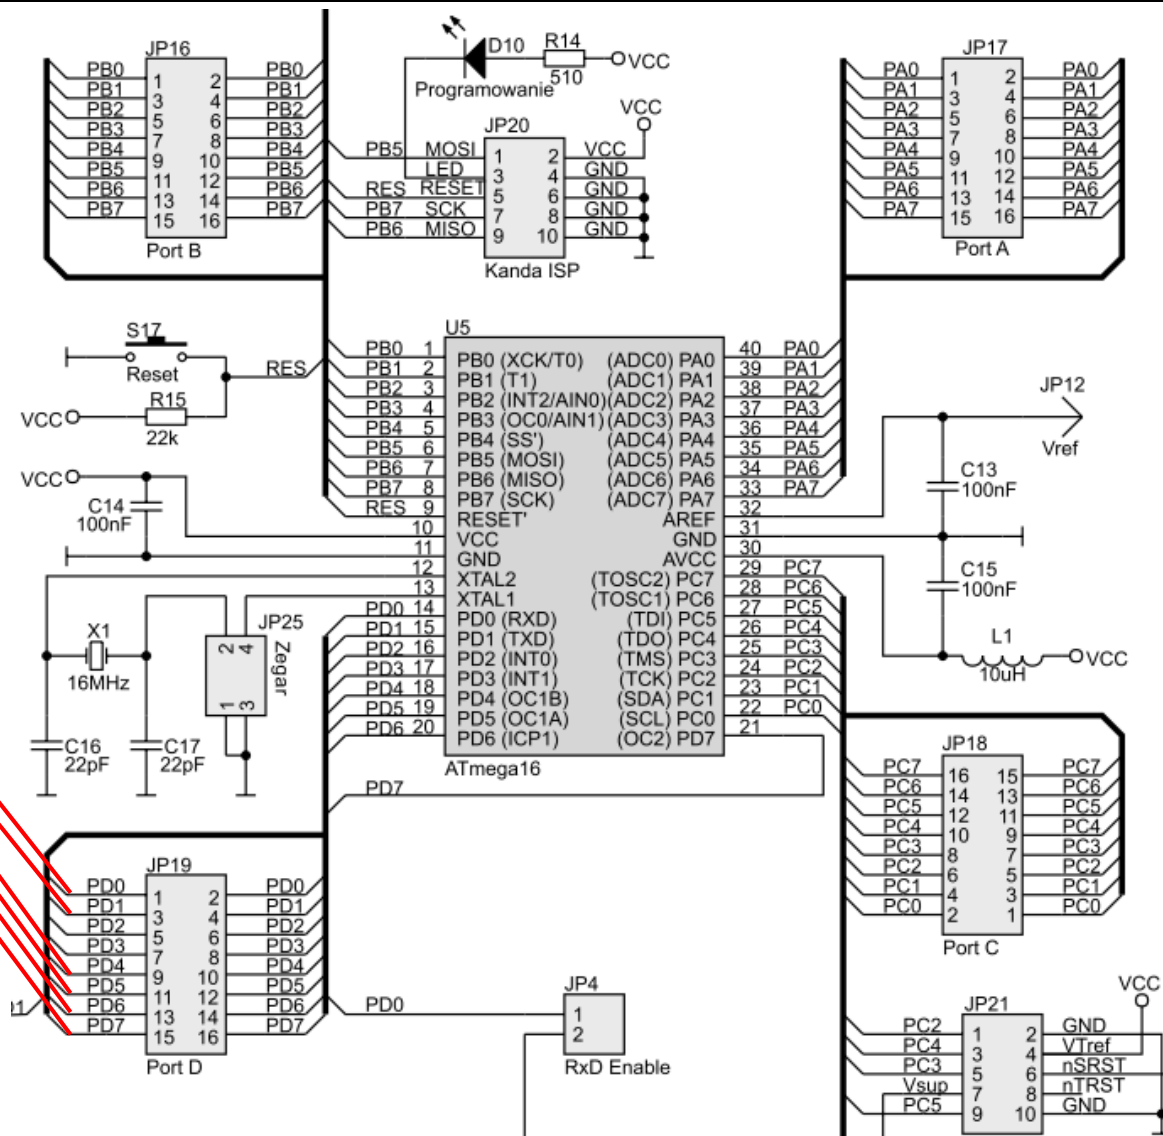 JP16
PB0 1 2 PB0
PB1 3 4 PB1
PB2 5 6 PB2
PB3 7 8 PB3
PB4 9 10 PB4
PB5 11 12 PB5
PB6 13 14 PB6
PB7 15 16 PB7
Port B
D10 R14
510 VCC
Programowanie
VCC
JP20
PB5 MOSI 1 2 VCC
LED 3 4 GND
RES RESET 5 6 GND
PB7 SCK 7 8 GND
PB6 MISO 9 10 GND
Kanda ISP
JP17
PA0 1 2 PA0
PA1 3 4 PA1
PA2 5 6 PA2
PA3 7 8 PA3
PA4 9 10 PA4
PA5 11 12 PA5
PA6 13 14 PA6
PA7 15 16 PA7
Port A
S17
Reset
RES
R15
VCC
22k
VCC
C14
100nF
U5
PB0 1 PB0 (XCK/T0) (ADC0) PA0 40 PA0
PB1 2 PB1 (T1) (ADC1) PA1 39 PA1
PB2 3 PB2 (INT2/AIN0) (ADC2) PA2 38 PA2
PB3 4 PB3 (OC0/AIN1) (ADC3) PA3 37 PA3
PB4 5 PB4 (SS') (ADC4) PA4 36 PA4
PB5 6 PB5 (MOSI) (ADC5) PA5 35 PA5
PB6 7 PB6 (MISO) (ADC6) PA6 34 PA6
PB7 8 PB7 (SCK) (ADC7) PA7 33 PA7
RES 9 RESET' AREF 32
10 VCC GND 31
11 GND AVCC 30
12 XTAL2 (TOSC2) PC7 29 PC7
13 XTAL1 (TOSC1) PC6 28 PC6
PD0 14 PD0 (RXD) (TDI) PC5 27 PC5
PD1 15 PD1 (TXD) (TDO) PC4 26 PC4
PD2 16 PD2 (INT0) (TMS) PC3 25 PC3
PD3 17 PD3 (INT1) (TCK) PC2 24 PC2
PD4 18 PD4 (OC1B) (SDA) PC1 23 PC1
PD5 19 PD5 (OC1A) (SCL) PC0 22 PC0
PD6 20 PD6 (ICP1) (OC2) PD7 21
ATmega16
PD7
JP12
Vref
C13
100nF
C15
100nF
L1
10uH
VCC
X1
16MHz
JP25
2 4
1 3
Zegar
C16
22pF
C17
22pF
JP18
PC7 16 15 PC7
PC6 14 13 PC6
PC5 12 11 PC5
PC4 10 9 PC4
PC3 8 7 PC3
PC2 6 5 PC2
PC1 4 3 PC1
PC0 2 1 PC0
Port C
JP19
PD0 1 2 PD0
PD1 3 4 PD1
PD2 5 6 PD2
PD3 7 8 PD3
PD4 9 10 PD4
PD5 11 12 PD5
PD6 13 14 PD6
PD7 15 16 PD7
Port D
PD0
JP4
1
2
RxD Enable
VCC
JP21
PC2 1 2 GND
PC4 3 4 VTref
PC3 5 6 nSRST
Vsup 7 8 nTRST
PC5 9 10 GND